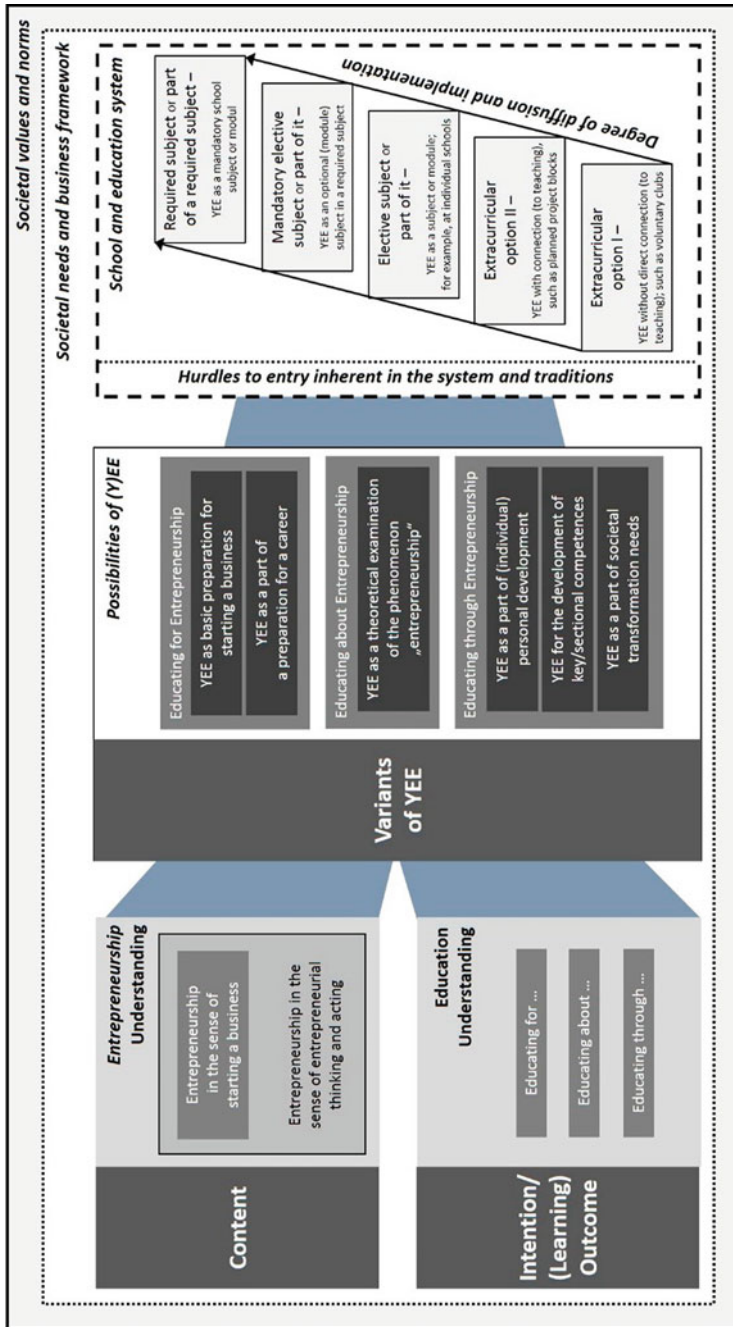 Societal values and norms
Societal needs and business framework
Content
Entrepreneurship
Understanding
Entrepreneurship
in the sense of
starting a business
Entrepreneurship in the
sense of entrepreneurial
thinking and acting
Intention/
(Learning)
Outcome
Education
Understanding
Educating for ...
Educating about ...
Educating through ...
Variants
of YEE
Possibilities of (Y)EE
Educating for Entrepreneurship
YEE as basic preparation for
starting a business
YEE as a part of
a preparation for a career
Educating about Entrepreneurship
YEE as a theoretical examination
of the phenomenon
„entrepreneurship“
Educating through Entrepreneurship
YEE as a part of (individual)
personal development
YEE for the development of
key/sectional competences
YEE as a part of societal
transformation needs
Hurdles to entry inherent in the system and traditions
School and education system
Required subject or part
of a required subject –
YEE as a mandatory school
subject or modul
Mandatory elective
subject or part of it –
YEE as an optional (module)
subject in a required subject
Elective subject or
part of it –
YEE as a subject or module;
for example, at individual schools
Extracurricular
option II –
YEE with connection (to teaching),
such as planned project blocks
Extracurricular
option I –
YEE without direct connection (to
teaching); such as voluntary clubs
Degree of diffusion and implementation